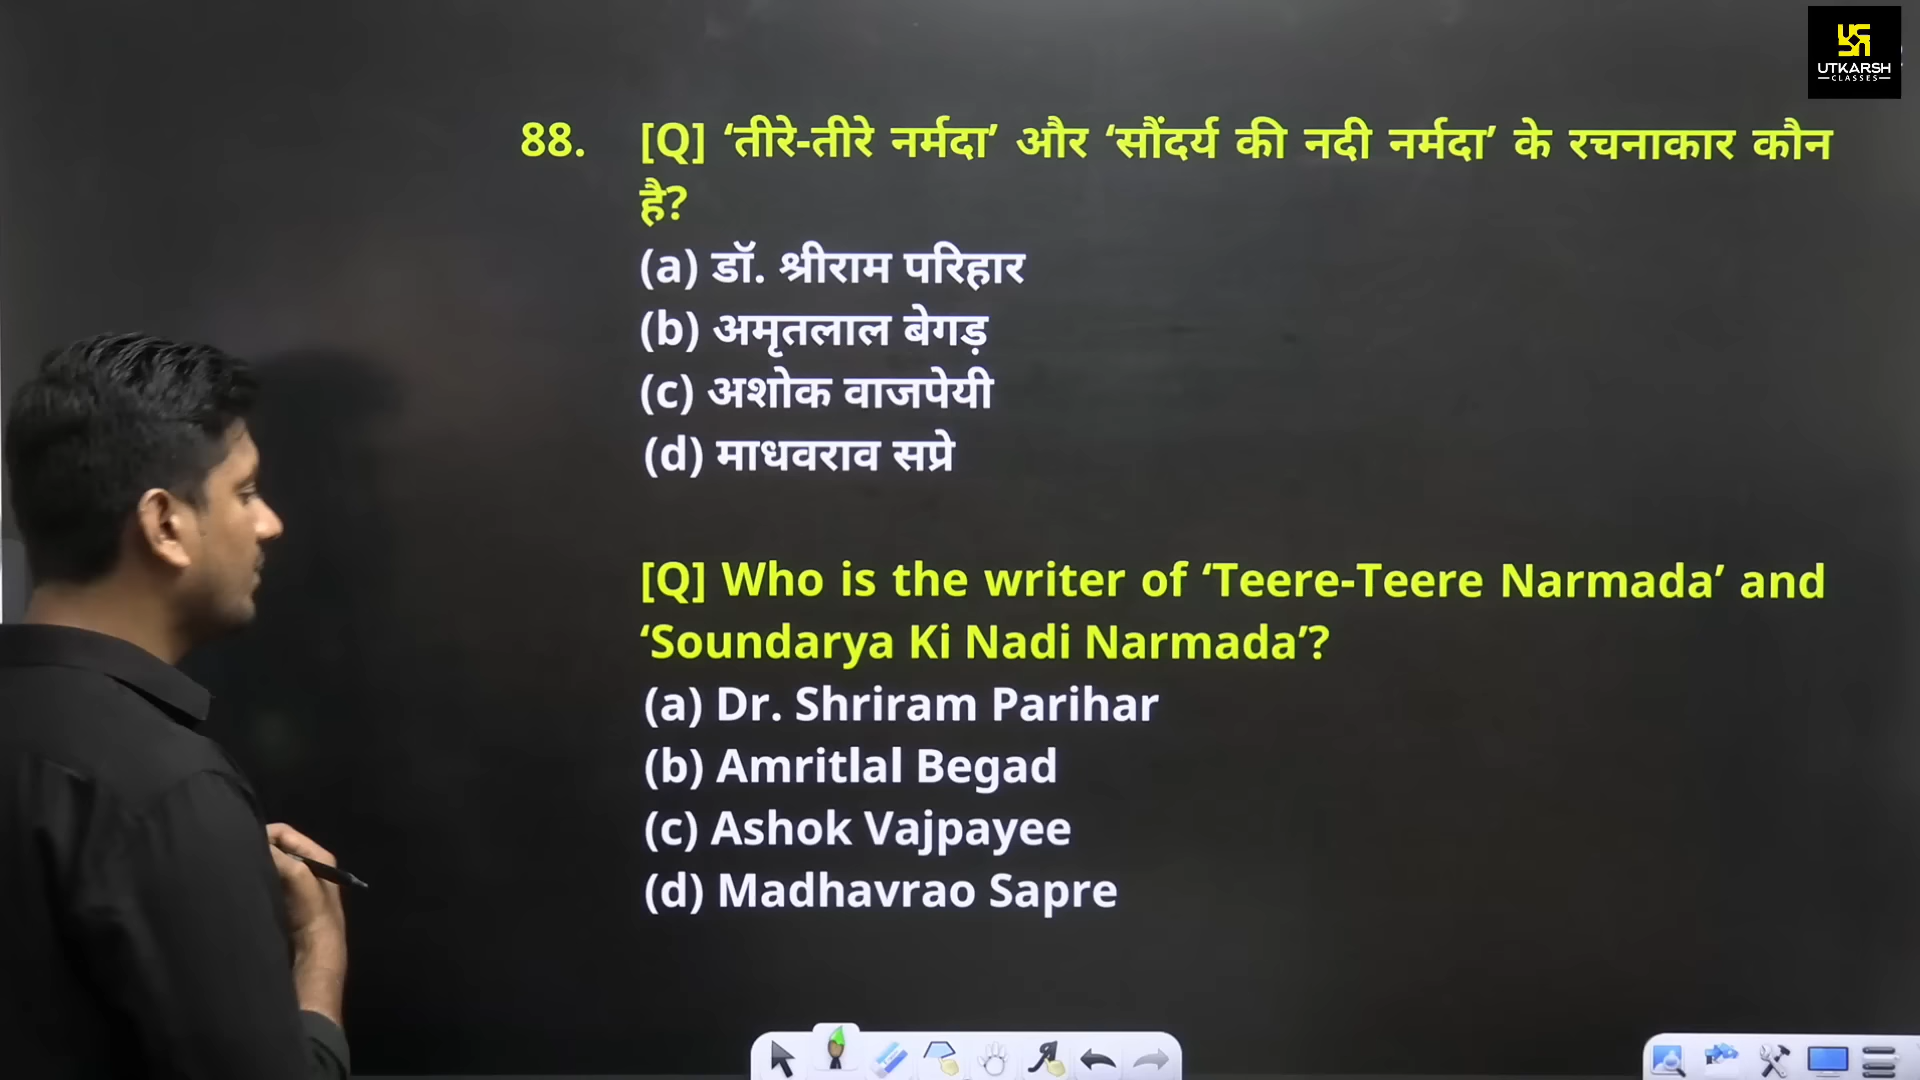 UTKARSH
CLASSES
88. [Q] ‘तीरे-तीरे नर्मदा’ और ‘सौंदर्य की नदी नर्मदा’ के रचनाकार कौन
है?
(a) डॉ. श्रीराम परिहार
(b) अमृतलाल बेगड़
(c) अशोक वाजपेयी
(d) माधवराव सप्रे
[Q] Who is the writer of ‘Teere-Teere Narmada’ and
‘Soundarya Ki Nadi Narmada’?
(a) Dr. Shriram Parihar
(b) Amritlal Begad
(c) Ashok Vajpayee
(d) Madhavrao Sapre